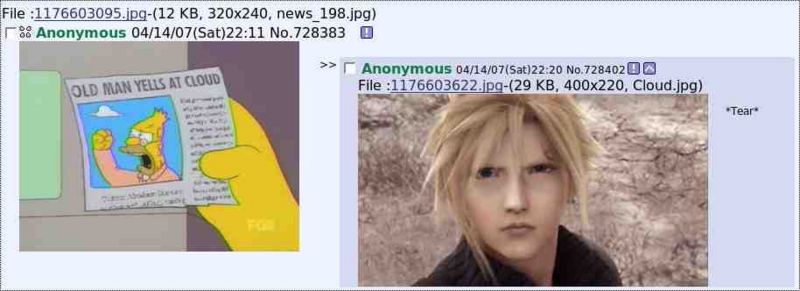 File :1176603095.jpg-(12 KB, 320x240, news_198.jpg)
Anonymous 04/14/07(Sat)22:11 No.728383
OLD MAN YELLS AT CLOUD
FOX
>> Anonymous 04/14/07(Sat)22:20 No.728402
File :1176603622.jpg-(29 KB, 400x220, Cloud.jpg)
*Tear*